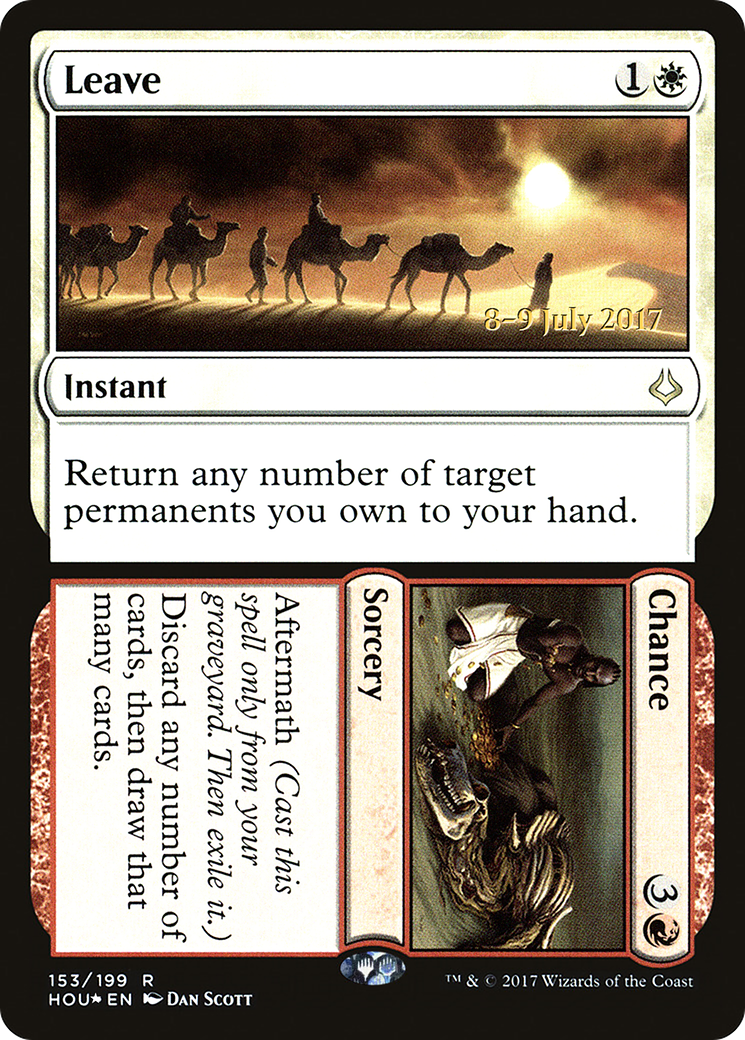 Leave
1
8–9 July 2017
Instant
Return any number of target
permanents you own to your hand.
Chance
3
Sorcery
Aftermath (Cast this
spell only from your
graveyard. Then exile it.)
Discard any number of
cards, then draw that
many cards.
153/199 R
HOU★EN Dan Scott
™ & © 2017 Wizards of the Coast